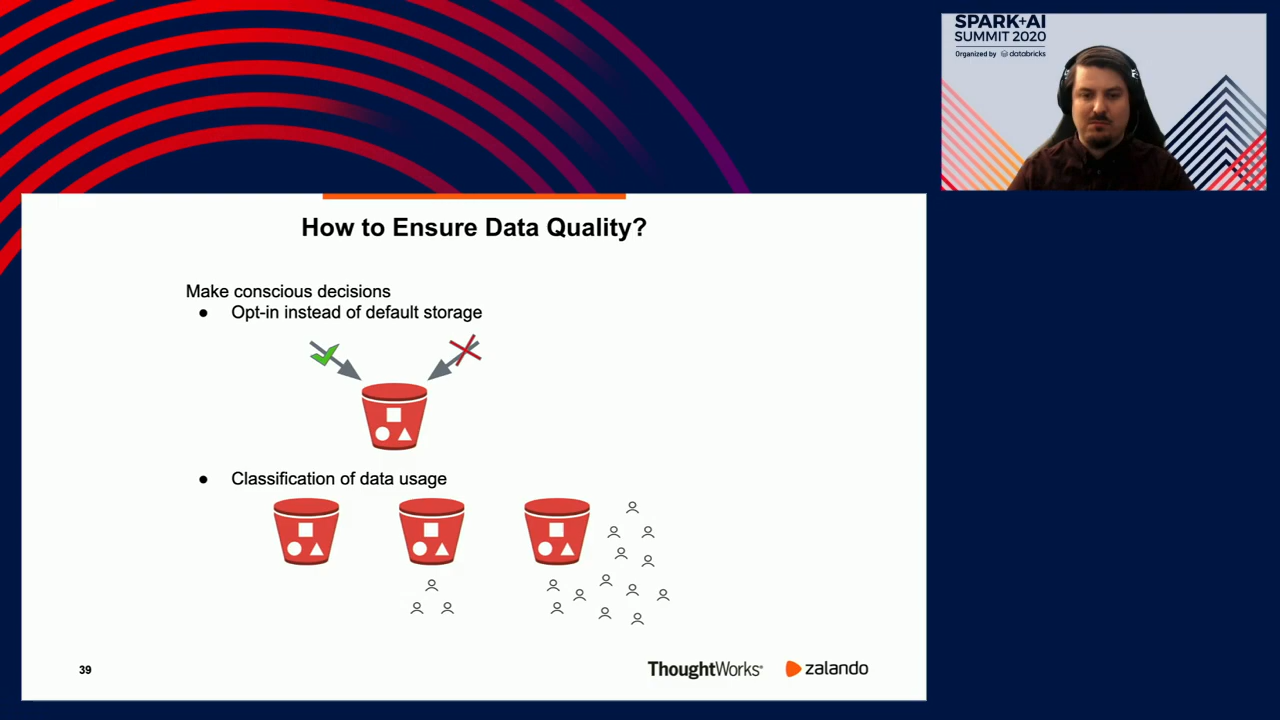 SPARK+AI
SUMMIT 2020
Organized by databricks
How to Ensure Data Quality?
Make conscious decisions
● Opt-in instead of default storage
● Classification of data usage
39
ThoughtWorks®
zalando